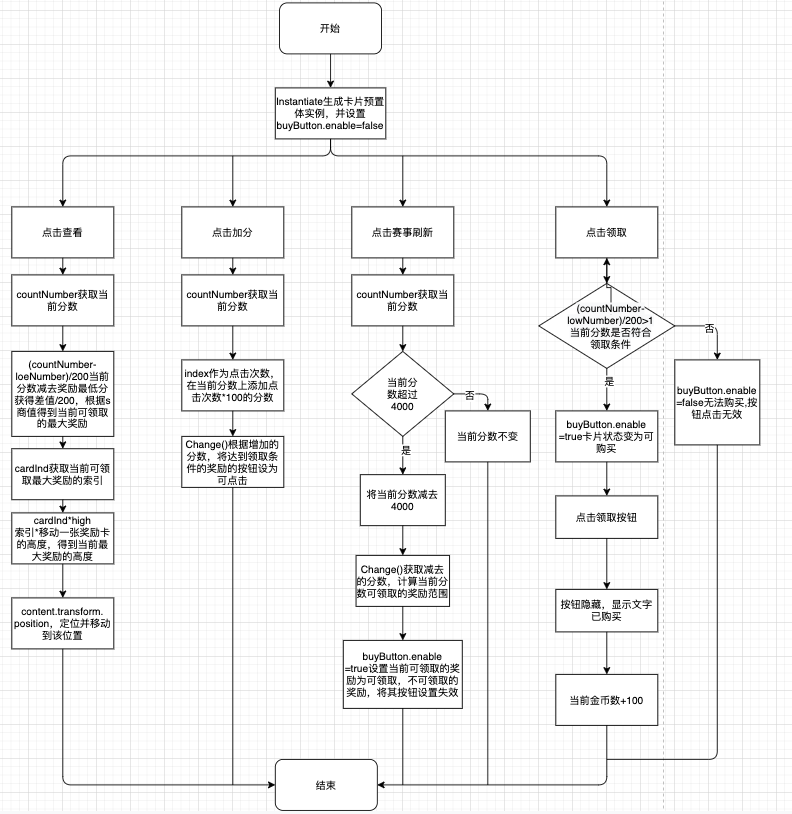 开始
Instantiate生成卡片预置
体实例，并设置
buyButton.enable=false
点击查看
countNumber获取当
前分数
(countNumber-
loeNumber)/200当前
分数减去奖励最低分
获得差值/200，根据s
商值得到当前可领取
的最大奖励
cardInd获取当前可领
取最大奖励的索引
cardInd*high
索引*移动一张奖励卡
的高度，得到当前最
大奖励的高度
content.transform.
position，定位并移动
到该位置
点击加分
countNumber获取当
前分数
index作为点击次数，
在当前分数上添加点
击次数*100的分数
Change()根据增加的
分数，将达到领取条
件的奖励的按钮设为
可点击
点击赛事刷新
countNumber获取当
前分数
当前分
数超过
4000
否
当前分数不变
是
将当前分数减去
4000
Change()获取减去
的分数，计算当前分
数可领取的奖励范围
buyButton.enable
=true设置当前可领取的奖
励为可领取，不可领取的
奖励，将其按钮设置失效
点击领取
(countNumber-
lowNumber)/200>1
当前分数是否符合
领取条件
否
buyButton.enable
=false无法购买,按
钮点击无效
是
buyButton.enable
=true卡片状态变为可
购买
点击领取按钮
按钮隐藏，显示文字
已购买
当前金币数+100
结束